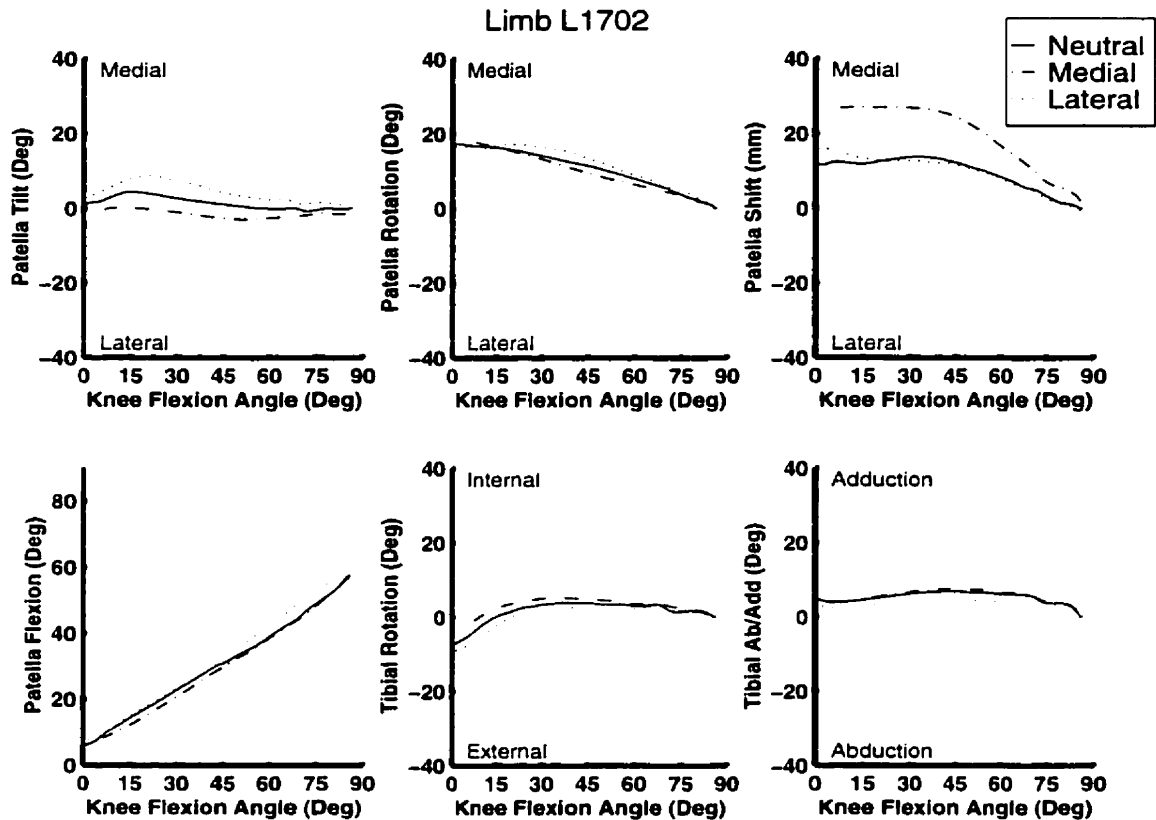 Limb L1702
Neutral
Medial
Lateral
40
20
0
−20
−40
Patella Tilt (Deg)
Medial
Lateral
0 15 30 45 60 75 90
Knee Flexion Angle (Deg)
40
20
0
−20
−40
Patella Rotation (Deg)
Medial
Lateral
0 15 30 45 60 75 90
Knee Flexion Angle (Deg)
40
20
0
−20
−40
Patella Shift (mm)
Medial
Lateral
0 15 30 45 60 75 90
Knee Flexion Angle (Deg)
80
60
40
20
0
Patella Flexion (Deg)
0 15 30 45 60 75 90
Knee Flexion Angle (Deg)
40
20
0
−20
−40
Tibial Rotation (Deg)
Internal
External
0 15 30 45 60 75 90
Knee Flexion Angle (Deg)
40
20
0
−20
−40
Tibial Ab/Add (Deg)
Adduction
Abduction
0 15 30 45 60 75 90
Knee Flexion Angle (Deg)